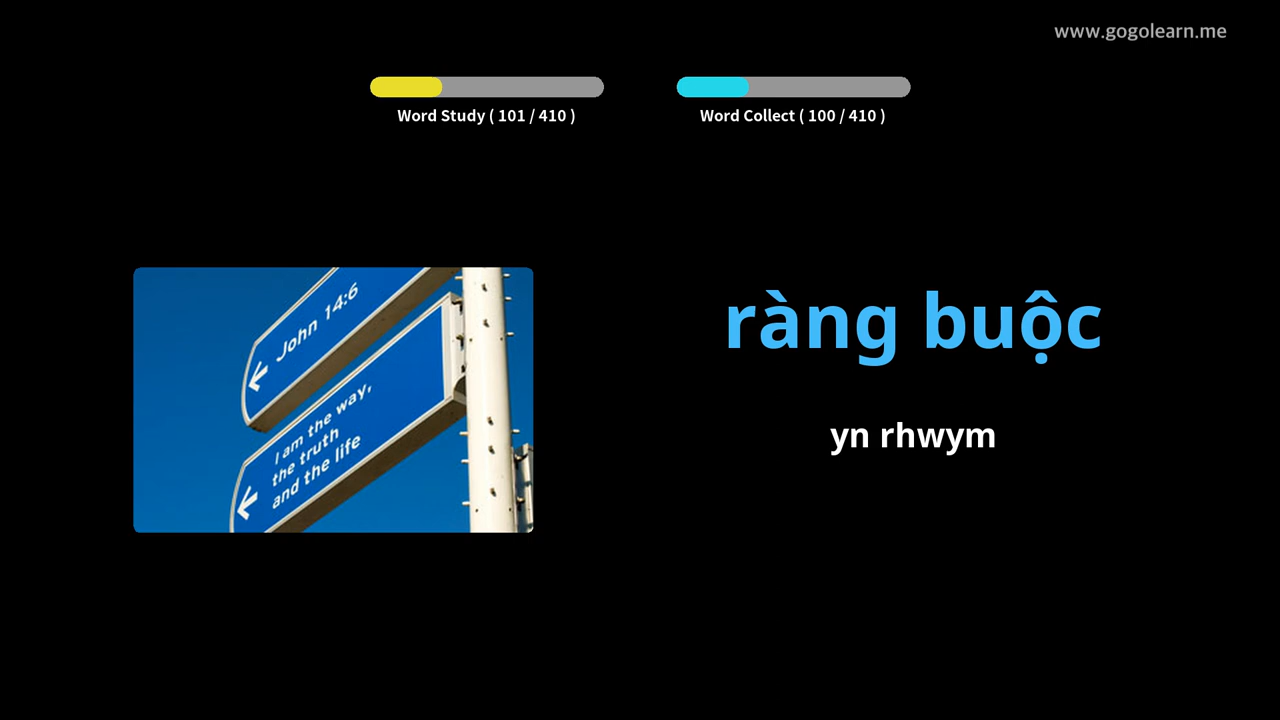 www.gogolearn.me
Word Study ( 101 / 410 )
Word Collect ( 100 / 410 )
John 14:6
I am the way,
the truth
and the life
ràng buộc
yn rhwym